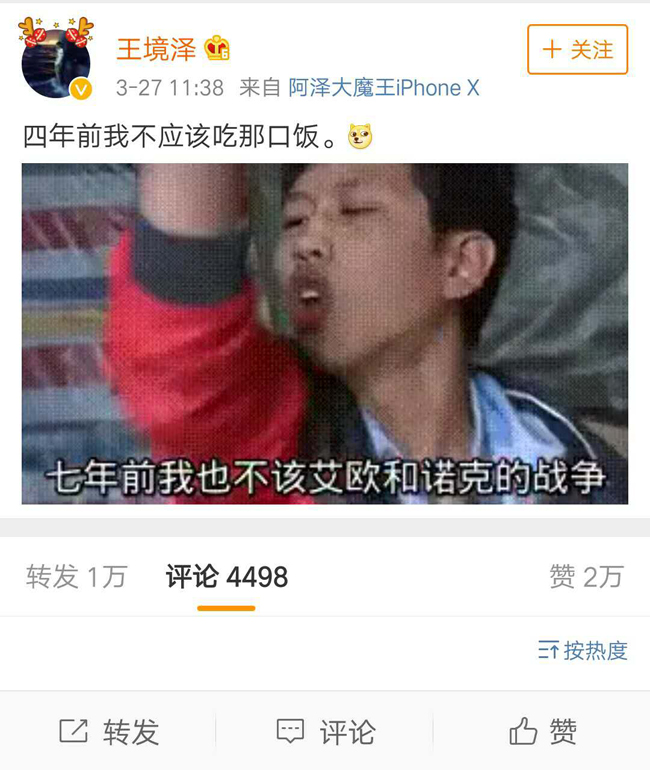 王境泽
+ 关注
3-27 11:38 来自 阿泽大魔王iPhone X
四年前我不应该吃那口饭。
七年前我也不该艾欧和诺克的战争
转发 1万 评论 4498 赞 2万
按热度
转发 评论 赞